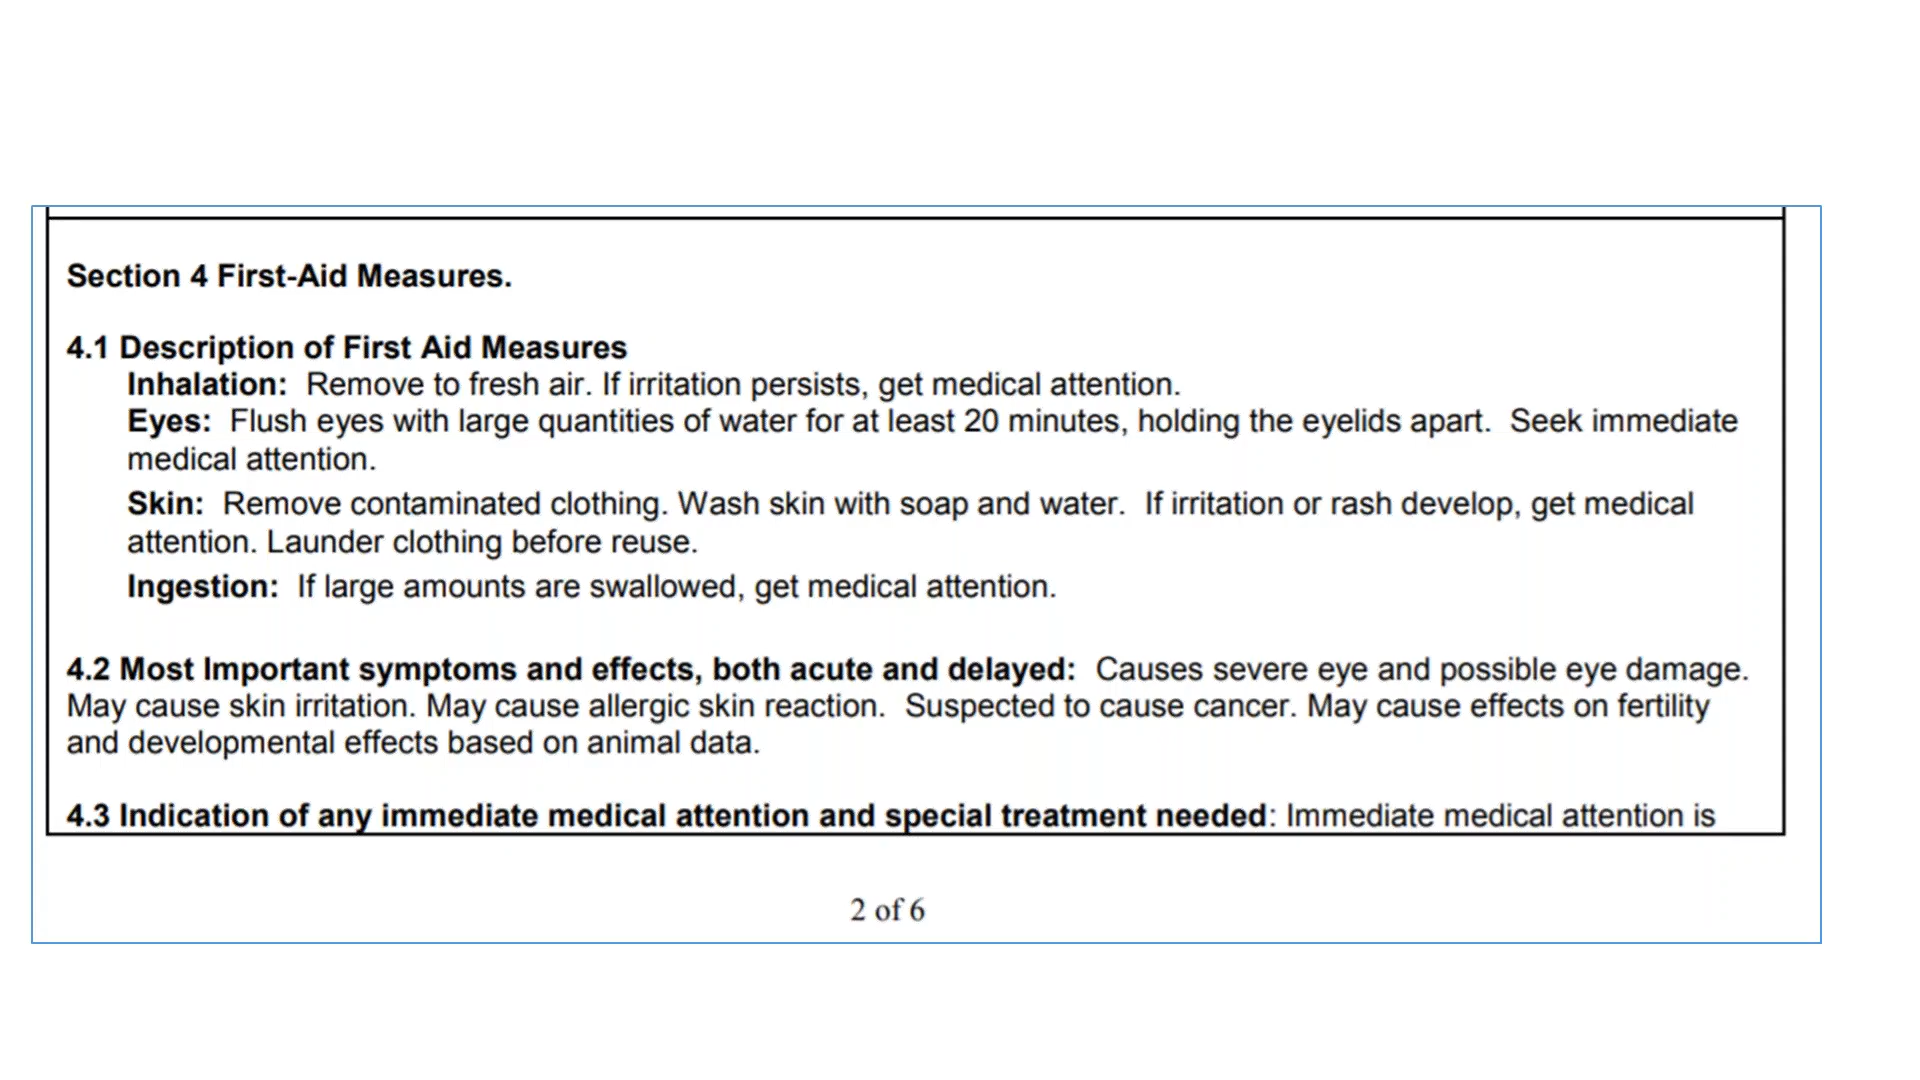 Section 4 First-Aid Measures.
4.1 Description of First Aid Measures
Inhalation: Remove to fresh air. If irritation persists, get medical attention.
Eyes: Flush eyes with large quantities of water for at least 20 minutes, holding the eyelids apart. Seek immediate
medical attention.
Skin: Remove contaminated clothing. Wash skin with soap and water. If irritation or rash develop, get medical
attention. Launder clothing before reuse.
Ingestion: If large amounts are swallowed, get medical attention.
4.2 Most Important symptoms and effects, both acute and delayed: Causes severe eye and possible eye damage.
May cause skin irritation. May cause allergic skin reaction. Suspected to cause cancer. May cause effects on fertility
and developmental effects based on animal data.
4.3 Indication of any immediate medical attention and special treatment needed: Immediate medical attention is
2 of 6